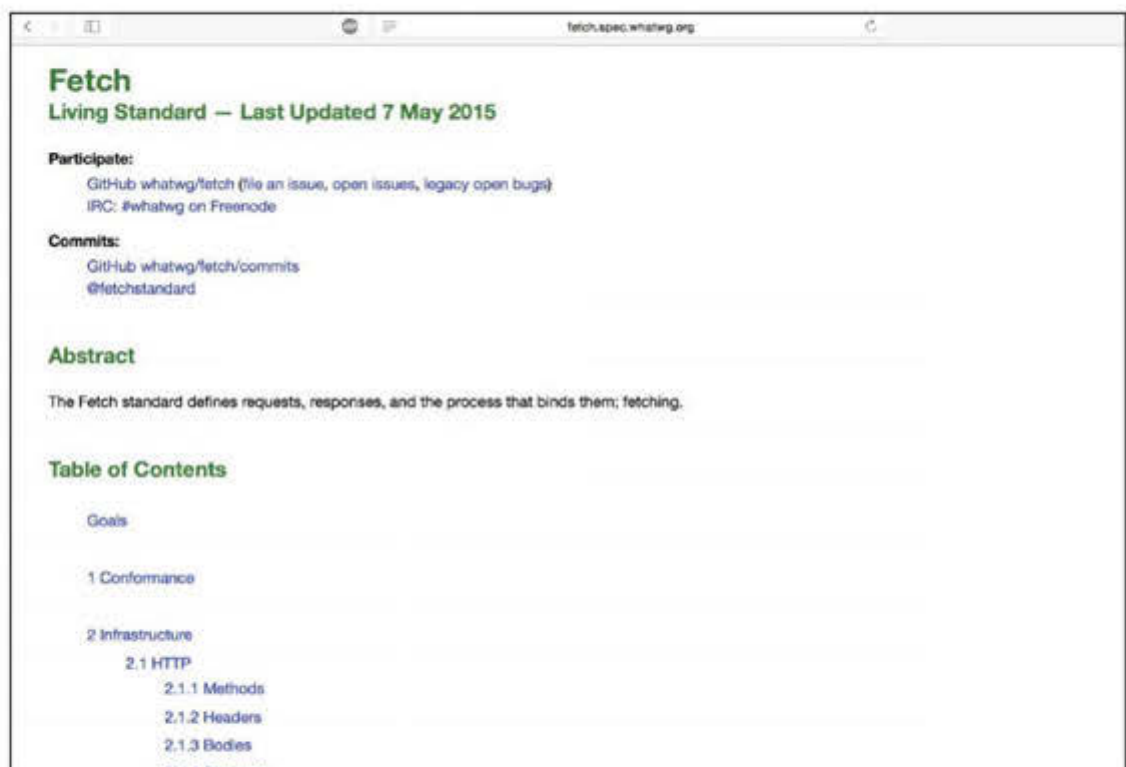 fetch.spec.whatwg.org
Fetch
Living Standard — Last Updated 7 May 2015
Participate:
GitHub whatwg/fetch (file an issue, open issues, legacy open bugs)
IRC: #whatwg on Freenode
Commits:
GitHub whatwg/fetch/commits
@fetchstandard
Abstract
The Fetch standard defines requests, responses, and the process that binds them; fetching.
Table of Contents
Goals
1 Conformance
2 Infrastructure
2.1 HTTP
2.1.1 Methods
2.1.2 Headers
2.1.3 Bodies